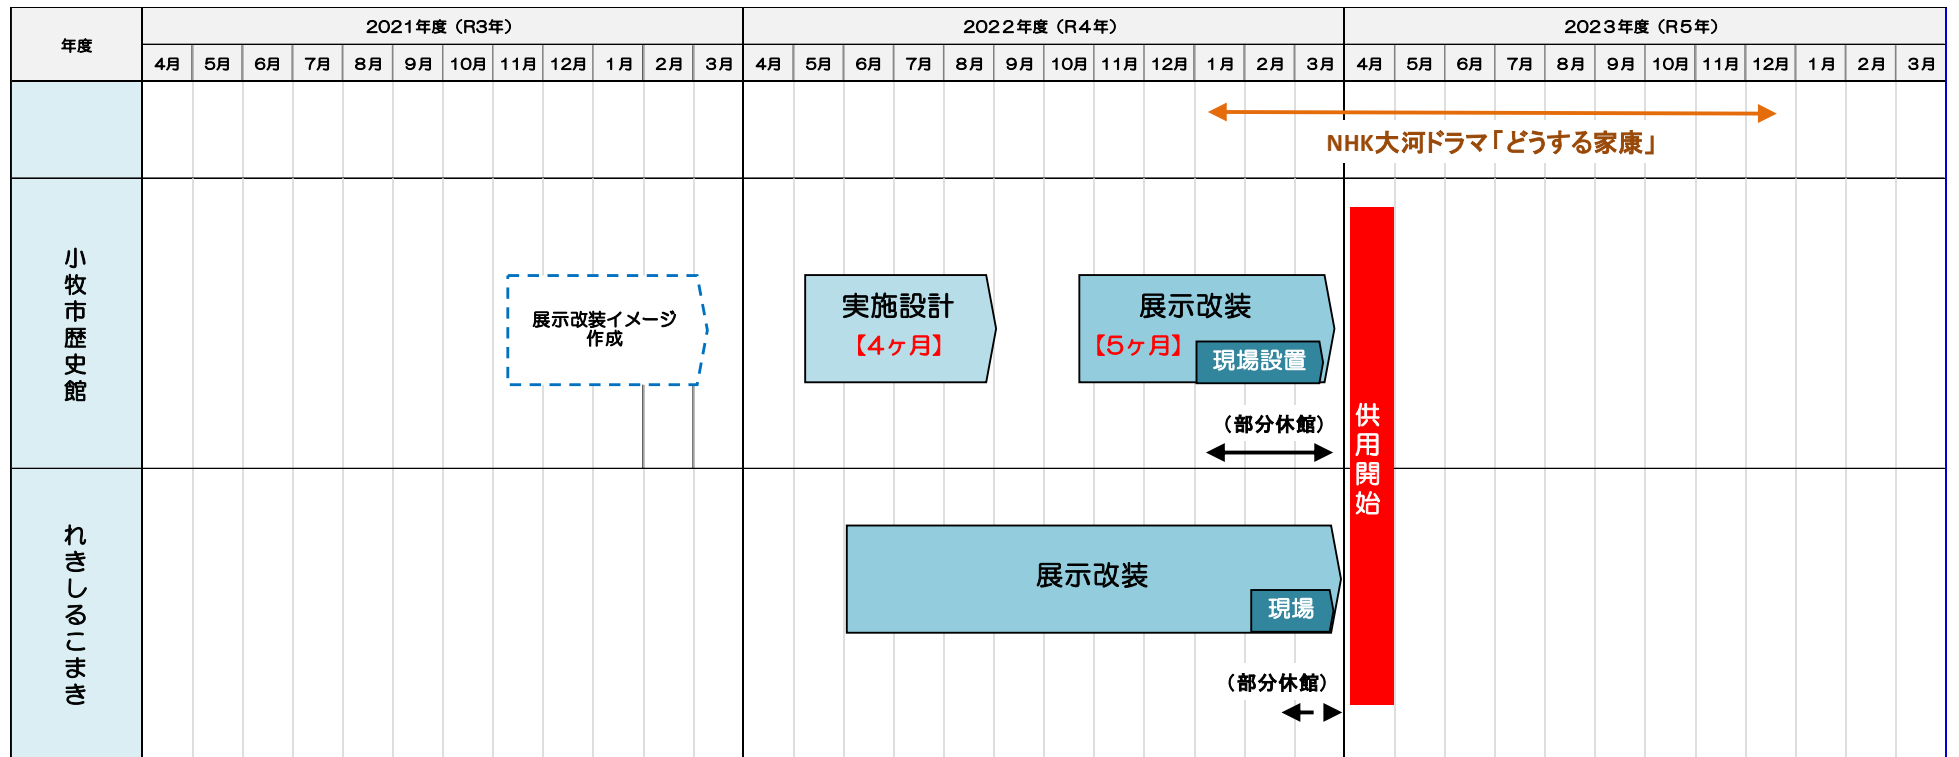 年度
2021年度（R3年）
2022年度（R4年）
2023年度（R5年）
4月 5月 6月 7月 8月 9月 10月 11月 12月 1月 2月 3月 4月 5月 6月 7月 8月 9月 10月 11月 12月 1月 2月 3月 4月 5月 6月 7月 8月 9月 10月 11月 12月 1月 2月 3月
NHK大河ドラマ「どうする家康」
小牧市歴史館
展示改装イメージ
作成
実施設計
【4ヶ月】
展示改装
【5ヶ月】
現場設置
（部分休館）
供用開始
れきしるこまき
展示改装
現場
（部分休館）